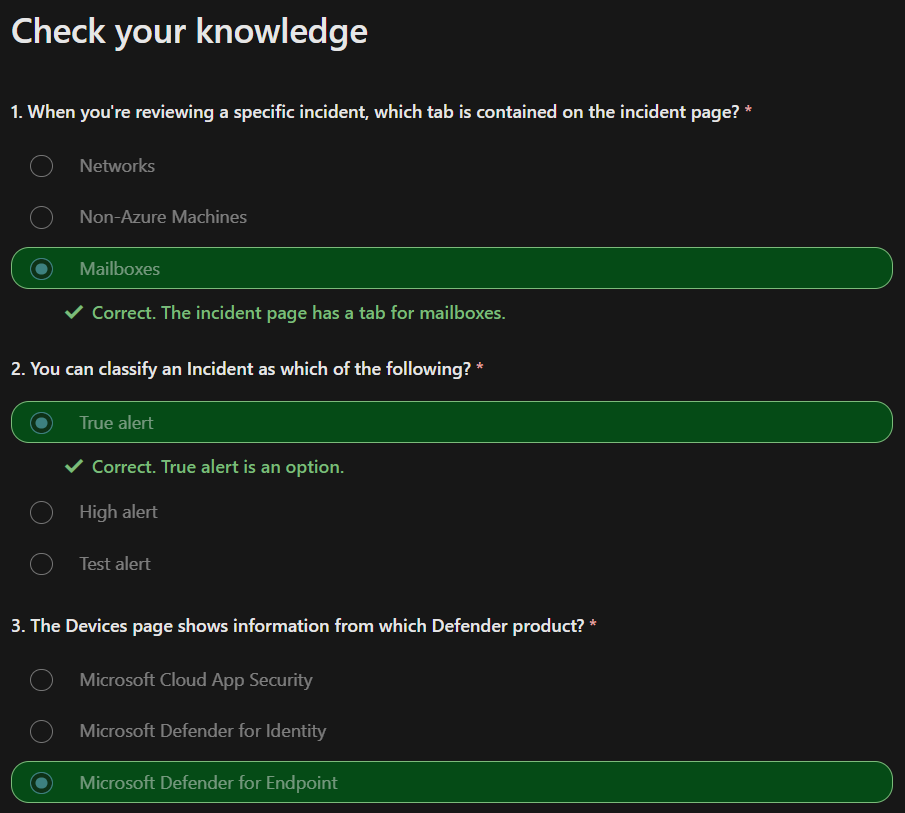 Check your knowledge
1. When you're reviewing a specific incident, which tab is contained on the incident page? *
Networks
Non-Azure Machines
Mailboxes
Correct. The incident page has a tab for mailboxes.
2. You can classify an Incident as which of the following? *
True alert
Correct. True alert is an option.
High alert
Test alert
3. The Devices page shows information from which Defender product? *
Microsoft Cloud App Security
Microsoft Defender for Identity
Microsoft Defender for Endpoint